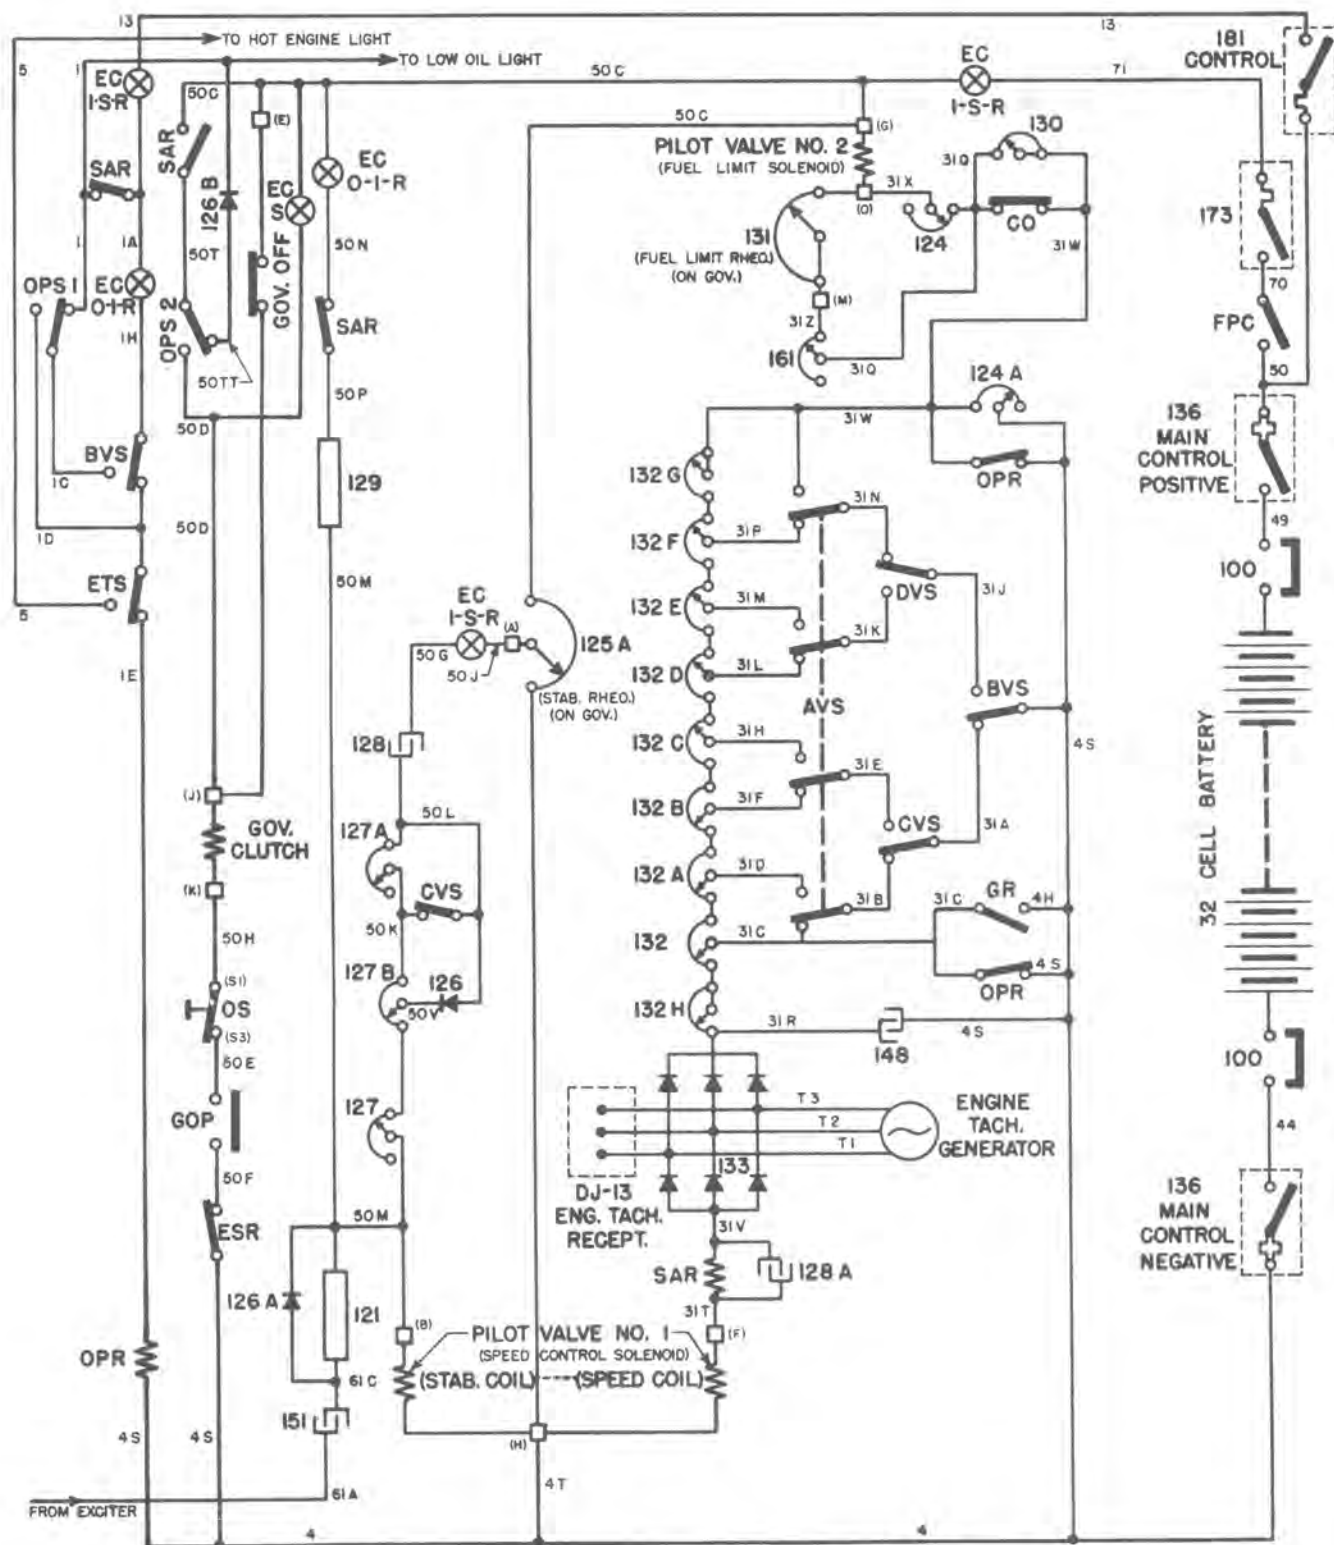 13
13
TO HOT ENGINE LIGHT
181
CONTROL
5
1
TO LOW OIL LIGHT
EC
1-S-R
50C
EC
1-S-R
71
50C
(E)
50C
(G)
130
SAR
PILOT VALVE NO. 2
(FUEL LIMIT SOLENOID)
31Q
EC
O-I-R
SAR
126 B
EC
S
31X
(O)
173
1
1A
50T
50N
131
(FUEL LIMIT RHEO.)
(ON GOV.)
124
CO
31W
OPS 1
EC
O-I-R
OPS 2
GOV. OFF
SAR
(M)
70
31Z
FPC
1H
50TT
161
31Q
50
50P
124 A
50D
31W
136
MAIN
CONTROL
POSITIVE
BVS
129
132 G
OPR
1C
31N
49
1D
50D
132 F
31P
100
ETS
50M
DVS
31J
5
EC
1-S-R
(A)
132 E
31M
31K
50G
50J
125 A
(STAB. RHEO.)
(ON GOV.)
1E
132 D
31L
BVS
AVS
128
132 C
31H
4S
32 CELL BATTERY
31E
(J)
50L
132 B
31F
CVS
31A
GOV.
CLUTCH
127A
132 A
31D
(K)
CVS
31B
31C
GR
4H
50K
132
31C
50H
127 B
126
4S
(S1)
50V
OPR
OS
132 H
(S3)
31R
4S
50E
148
100
GOP
127
T3
T2
T1
ENGINE
TACH.
GENERATOR
44
133
50F
DJ-13
ENG. TACH.
RECEPT.
136
MAIN
CONTROL
NEGATIVE
ESR
50M
31V
SAR
128 A
126 A
121
31T
(B)
PILOT VALVE NO. 1
(SPEED CONTROL SOLENOID)
(STAB. COIL)----(SPEED COIL)
(F)
OPR
61C
151
4S
4S
(H)
61A
4T
FROM EXCITER
4
4